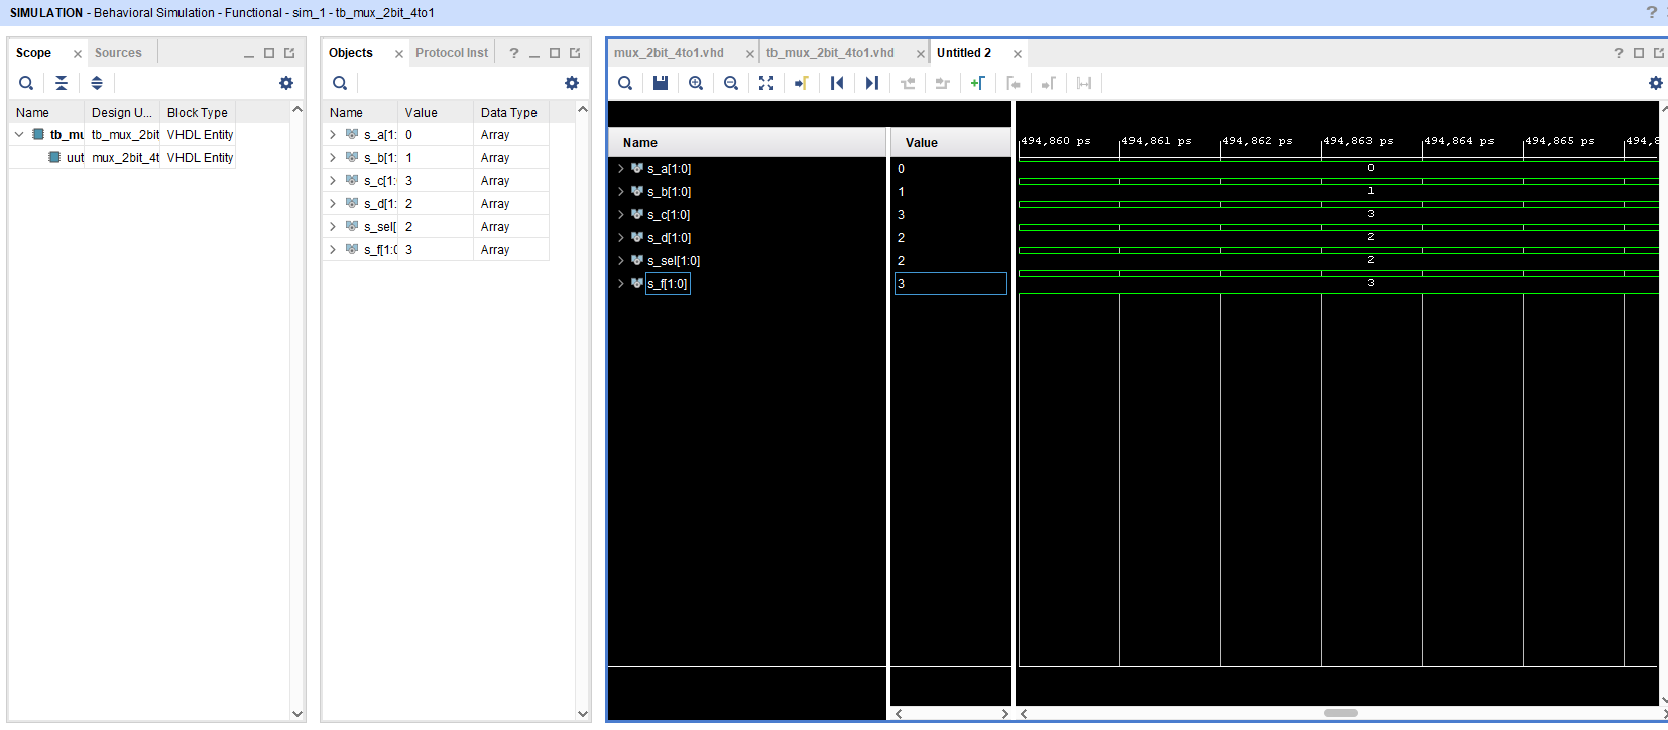 SIMULATION - Behavioral Simulation - Functional - sim_1 - tb_mux_2bit_4to1
?
Scope Sources
Name Design U... Block Type
tb_mu tb_mux_2bit VHDL Entity
uut mux_2bit_4t VHDL Entity
Objects Protocol Inst ?
Name Value Data Type
s_a[1: 0 Array
s_b[1: 1 Array
s_c[1: 3 Array
s_d[1: 2 Array
s_sel[ 2 Array
s_f[1:0 3 Array
mux_2bit_4to1.vhd tb_mux_2bit_4to1.vhd Untitled 2 ?
Name Value 494,860 ps 494,861 ps 494,862 ps 494,863 ps 494,864 ps 494,865 ps 494,8
s_a[1:0] 0 0
s_b[1:0] 1 1
s_c[1:0] 3 3
s_d[1:0] 2 2
s_sel[1:0] 2 2
s_f[1:0] 3 3